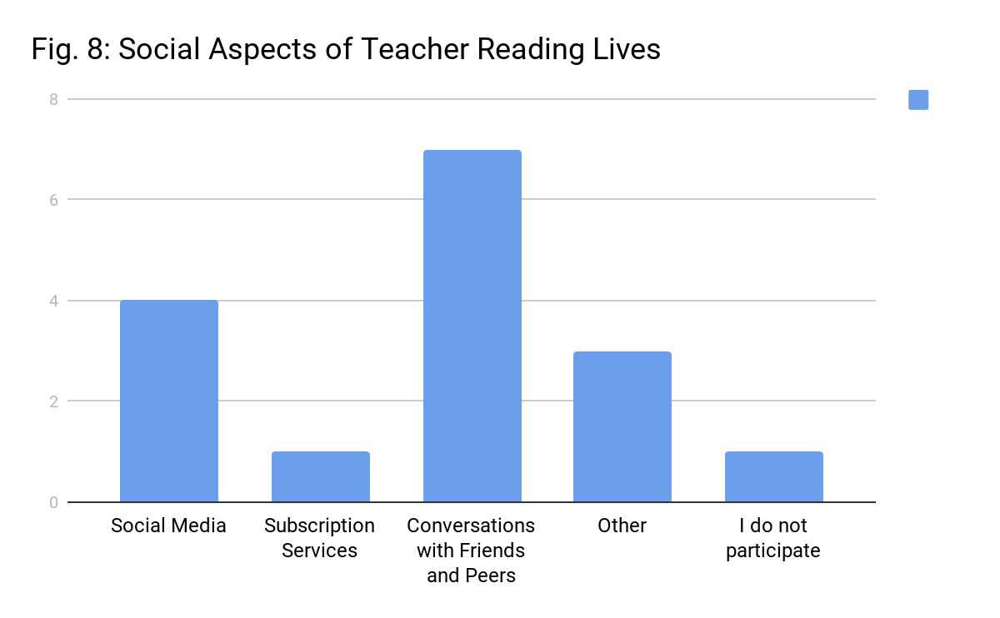 Fig. 8: Social Aspects of Teacher Reading Lives
8
6
4
2
0
Social Media
Subscription
Services
Conversations
with Friends
and Peers
Other
I do not
participate